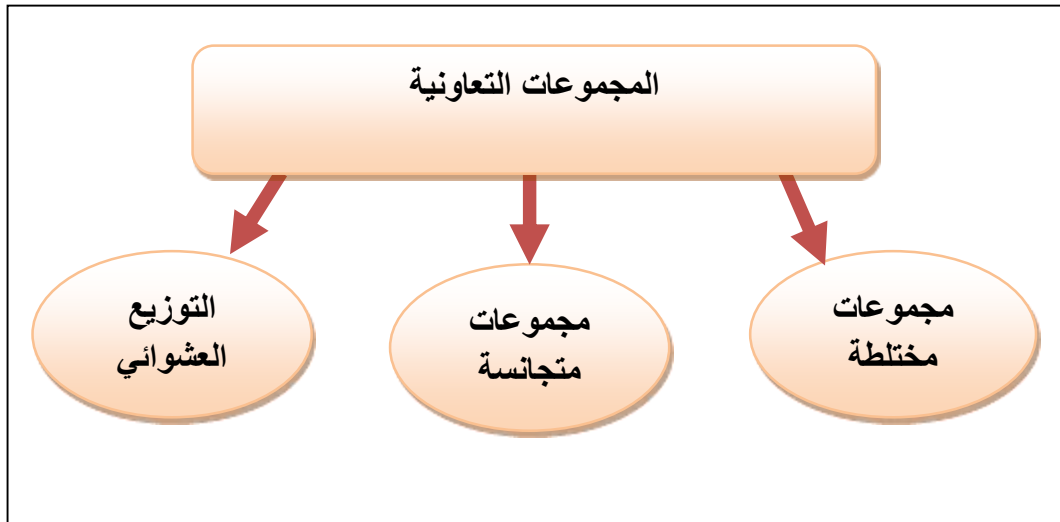 المجموعات التعاونية
مجموعات
مختلطة
مجموعات
متجانسة
التوزيع
العشوائي